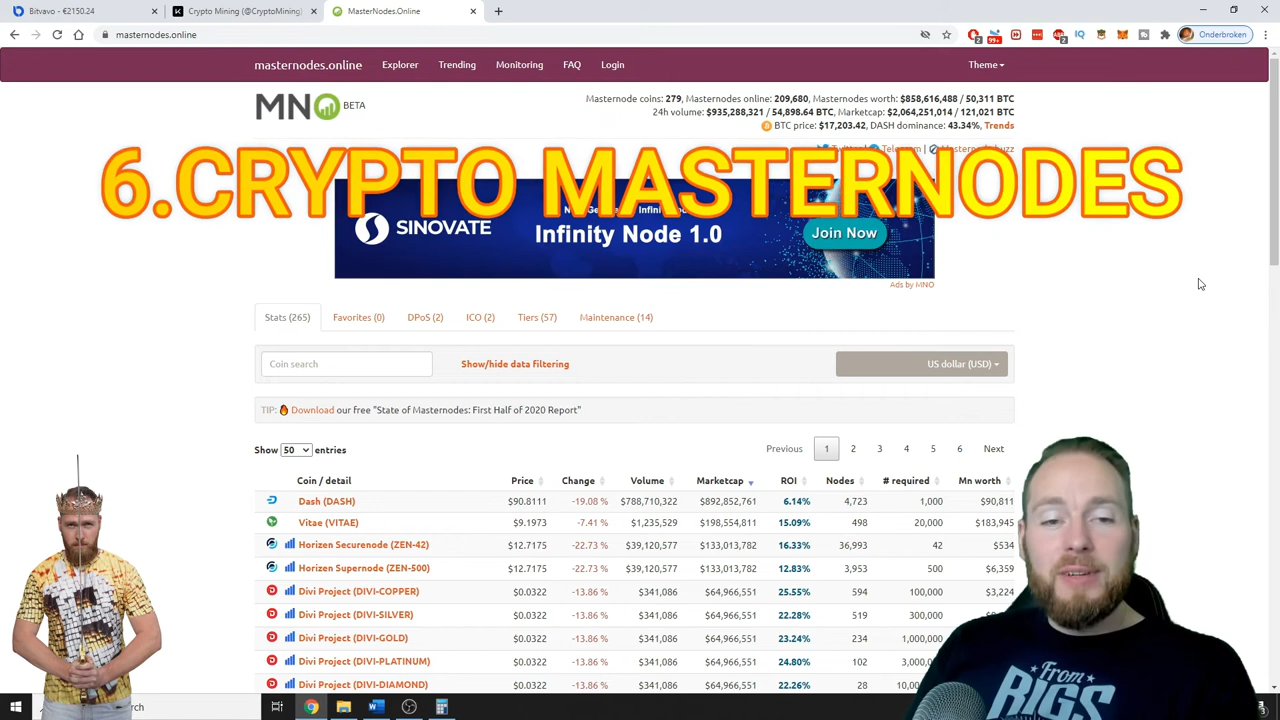 Bitvavo - €2150.24
Crypto Mining (@CryptoMining)
MasterNodes.Online
masternodes.online
2
99+
2
IQ
Onderbroken
masternodes.online Explorer Trending Monitoring FAQ Login Theme
MNO BETA
Masternode coins: 279, Masternodes online: 209,680, Masternodes worth: $858,616,488 / 50,311 BTC
24h volume: $935,288,321 / 54,898.64 BTC, Marketcap: $2,064,251,014 / 121,021 BTC
BTC price: $17,203.42, DASH dominance: 43.34%, Trends
6.CRYPTO MASTERNODES
SINOVATE
Infinity Node 1.0
Join Now
Ads by MNO
Stats (265) Favorites (0) DPoS (2) ICO (2) Tiers (57) Maintenance (14)
Coin search Show/hide data filtering US dollar (USD)
TIP: Download our free "State of Masternodes: First Half of 2020 Report"
Show 50 entries Previous 1 2 3 4 5 6 Next
Coin / detail Price Change Volume Marketcap ROI Nodes # required Mn worth
Dash (DASH) $90.8111 -19.08 % $788,710,322 $892,852,761 6.14% 4,723 1,000 $90,811
Vitae (VITAE) $9.1973 -7.41 % $1,235,529 $198,554,811 15.09% 498 20,000 $183,945
Horizen Securenode (ZEN-42) $12.7175 -22.73 % $39,120,577 $133,013,782 16.33% 36,993 42 $534
Horizen Supernode (ZEN-500) $12.7175 -22.73 % $39,120,577 $133,013,782 12.83% 3,953 500 $6,359
Divi Project (DIVI-COPPER) $0.0322 -13.86 % $341,086 $64,966,551 25.55% 594 100,000 $3,224
Divi Project (DIVI-SILVER) $0.0322 -13.86 % $341,086 $64,966,551 22.28% 519 300,000
Divi Project (DIVI-GOLD) $0.0322 -13.86 % $341,086 $64,966,551 23.24% 234 1,000,000
Divi Project (DIVI-PLATINUM) $0.0322 -13.86 % $341,086 $64,966,551 24.80% 102
Divi Project (DIVI-DIAMOND) $0.0322 -13.86 % $341,086 $64,966,551 22.26% 28
From
RIGS